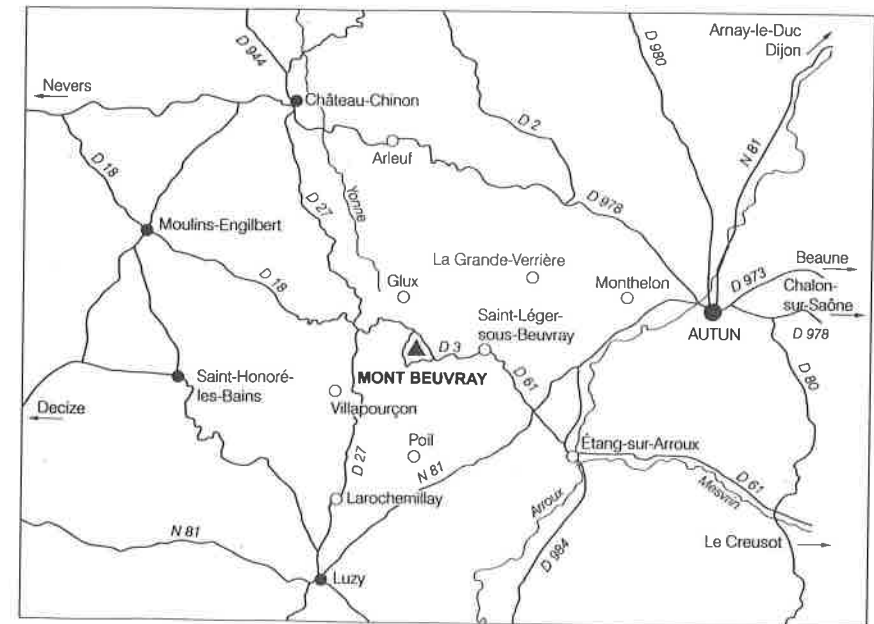 Arnay-le-Duc
Dijon
D 944
D 980
Nevers
Château-Chinon
D 2
N 81
Arleuf
D 18
Yonne
D 27
D 978
Moulins-Engilbert
La Grande-Verrière
Beaune
D 18
Glux
Monthelon
D 973
Chalon-
sur-Saône
Saint-Léger-
sous-Beuvray
AUTUN
D 978
D 3
MONT BEUVRAY
D 61
D 80
Saint-Honoré-
les-Bains
Villapourçon
Decize
Poil
Étang-sur-Arroux
D 27
N 81
D 61
Mesvrin
Larochemillay
Arroux
N 81
D 984
Le Creusot
Luzy